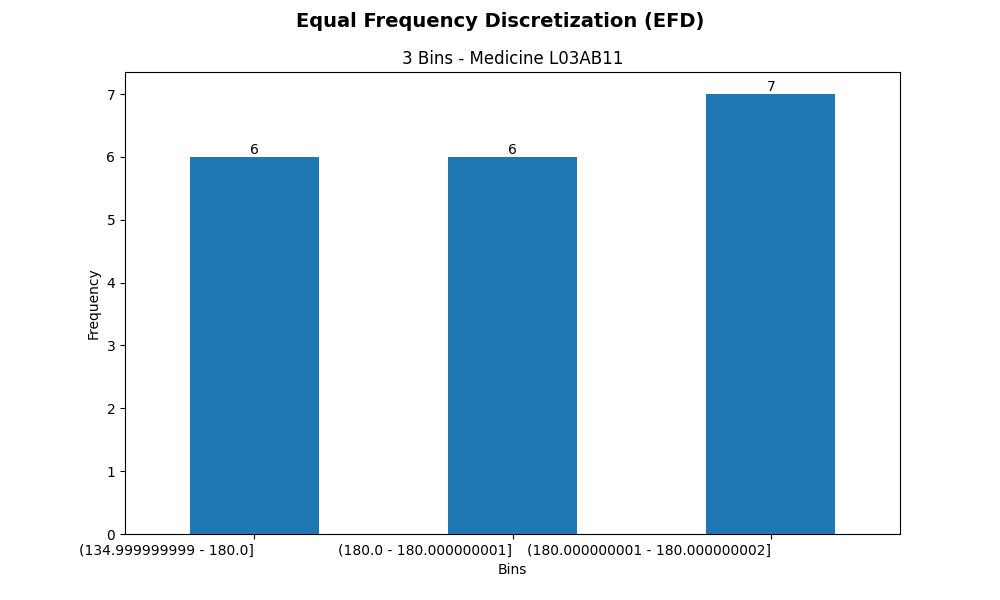 Equal Frequency Discretization (EFD)
3 Bins - Medicine L03AB11
7
6
5
4
3
2
1
0
Frequency
6
6
7
(134.999999999 - 180.0]
(180.0 - 180.000000001]
(180.000000001 - 180.000000002]
Bins